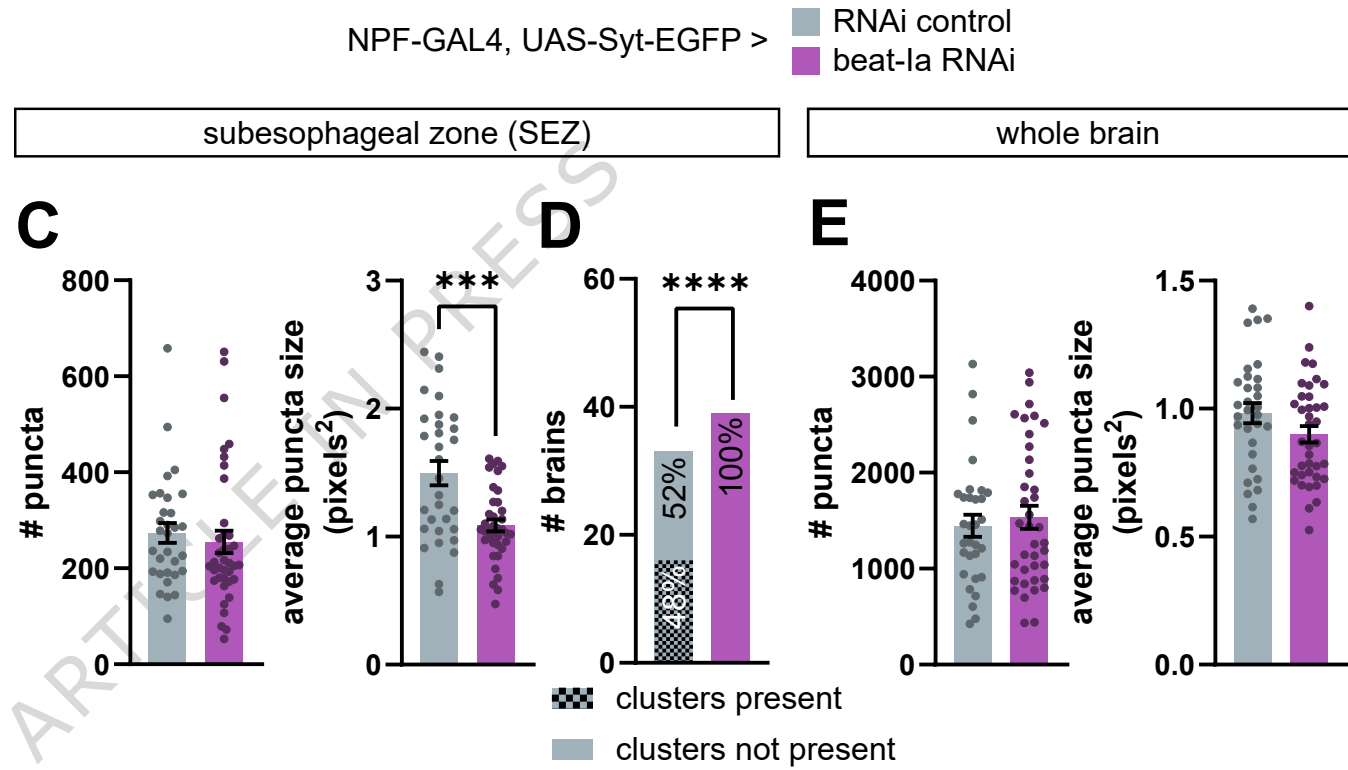 NPF-GAL4, UAS-Syt-EGFP >
RNAi control
beat-Ia RNAi
subesophageal zone (SEZ)
whole brain
ARTICLE IN PRESS
C
# puncta
800
600
400
200
0
average puncta size
(pixels²)
3
2
1
0
***
D
# brains
60
40
20
0
****
52%
48%
100%
clusters present
clusters not present
E
# puncta
4000
3000
2000
1000
0
average puncta size
(pixels²)
1.5
1.0
0.5
0.0